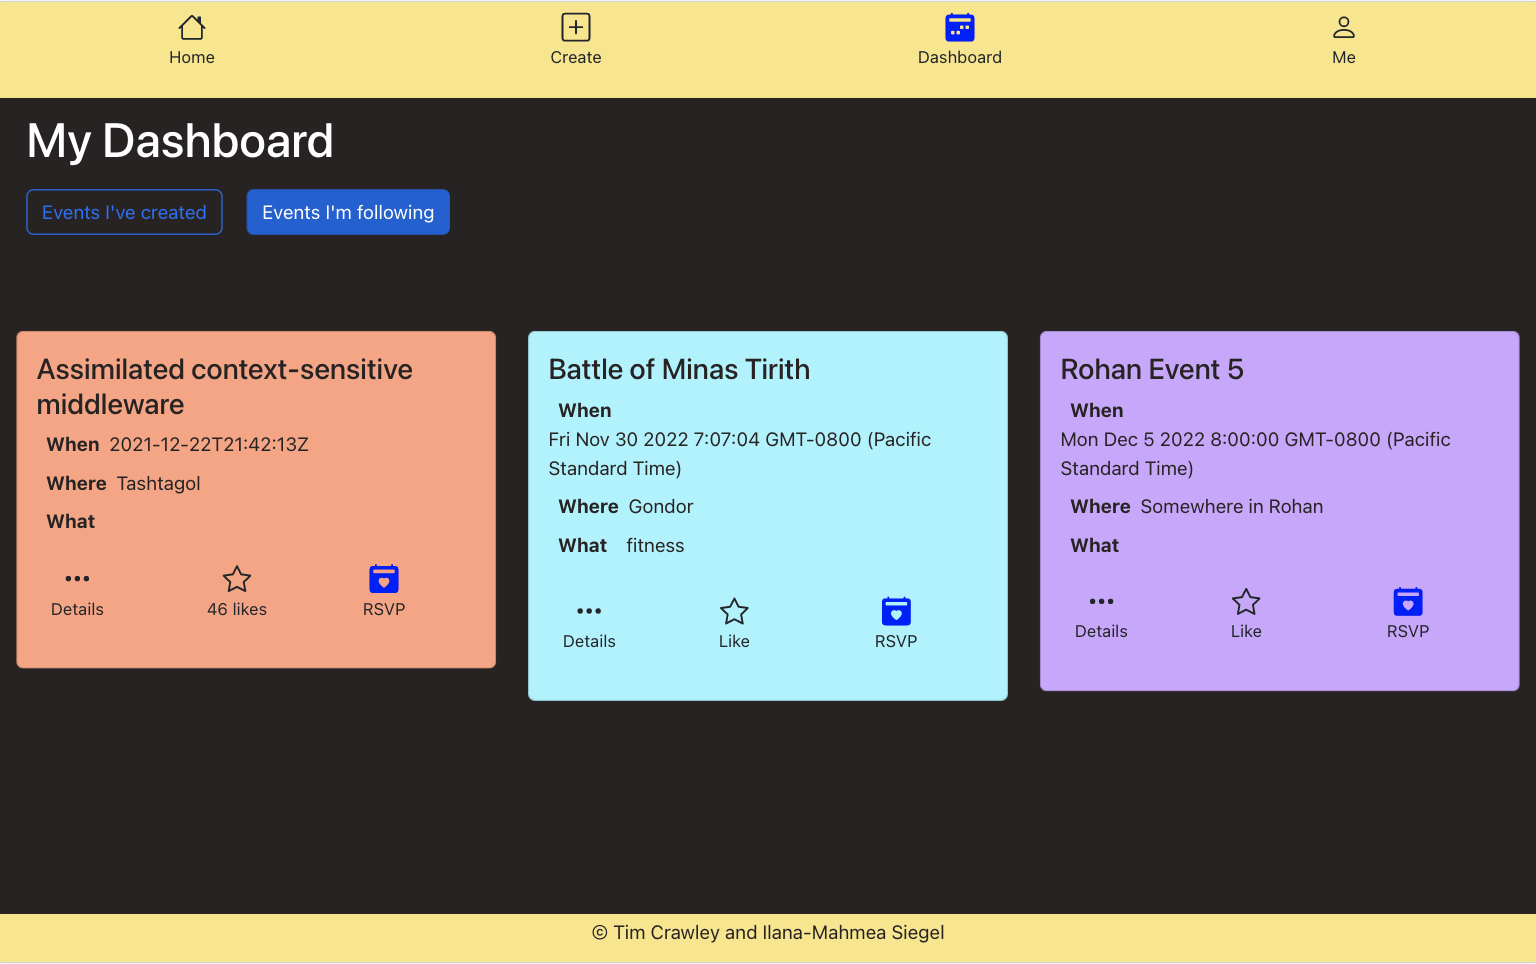 Home
Create
Dashboard
Me
My Dashboard
Events I've created
Events I'm following
Assimilated context-sensitive
middleware
When 2021-12-22T21:42:13Z
Where Tashtagol
What
Details
46 likes
RSVP
Battle of Minas Tirith
When
Fri Nov 30 2022 7:07:04 GMT-0800 (Pacific
Standard Time)
Where Gondor
What fitness
Details
Like
RSVP
Rohan Event 5
When
Mon Dec 5 2022 8:00:00 GMT-0800 (Pacific
Standard Time)
Where Somewhere in Rohan
What
Details
Like
RSVP
© Tim Crawley and Ilana-Mahmea Siegel